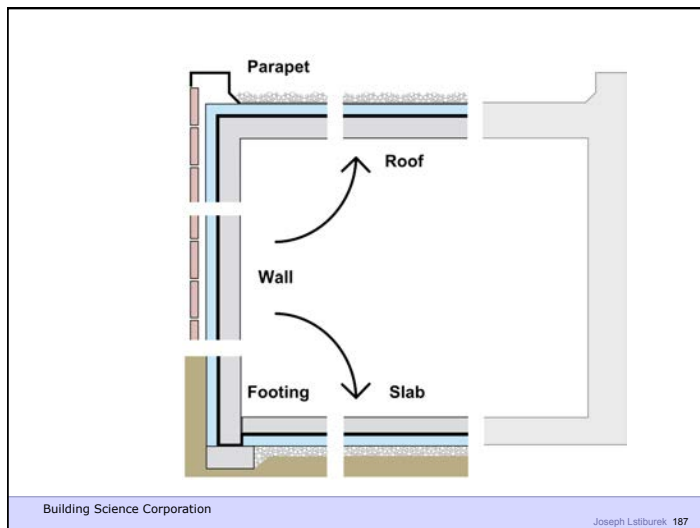 Parapet
Roof
Wall
Footing Slab
Building Science Corporation
Joseph Lstiburek 187